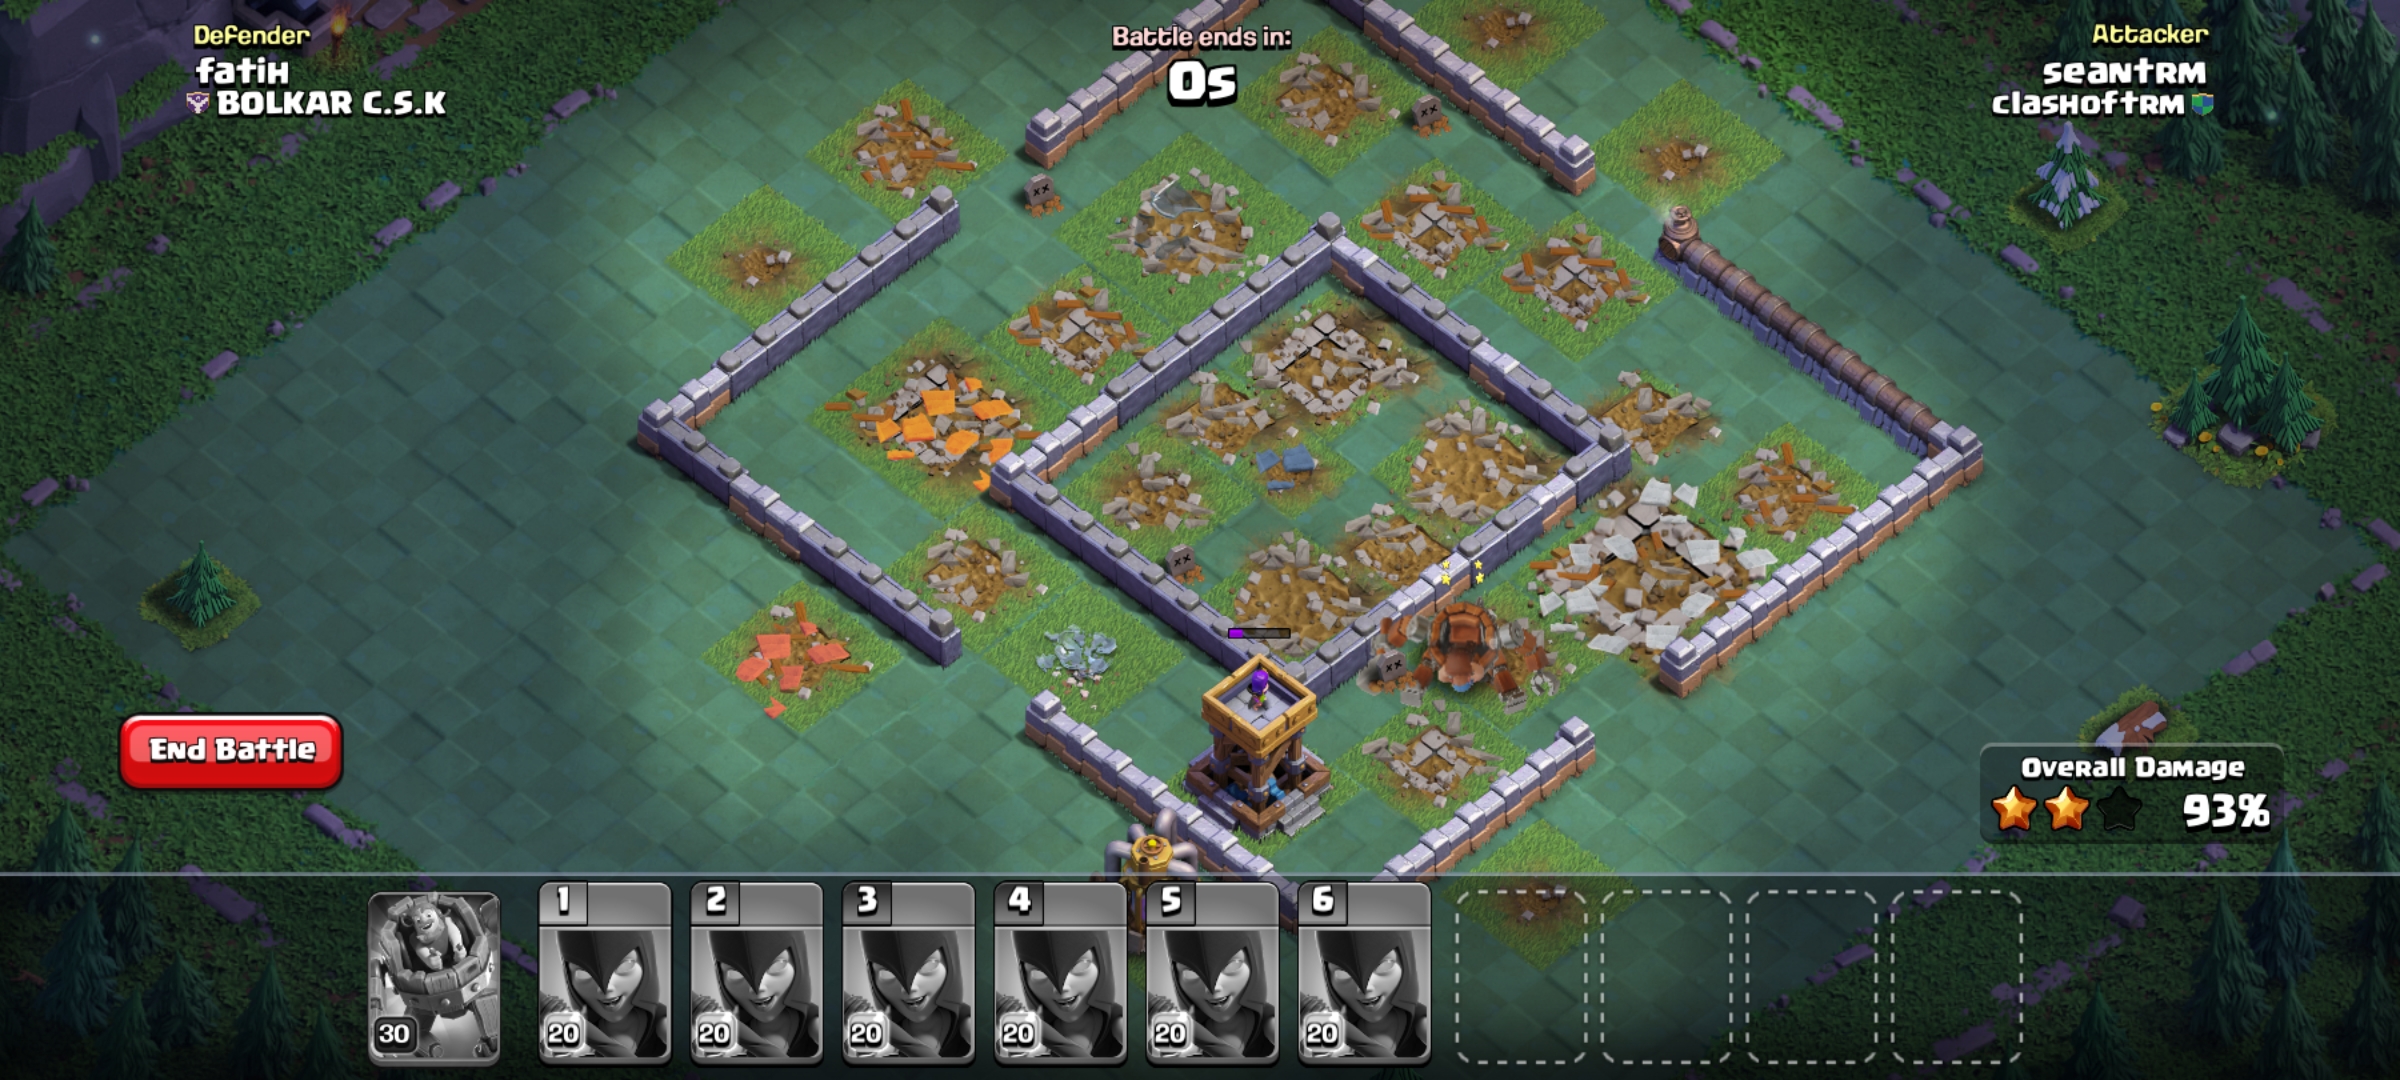 Defender
fatiH
BOLKAR C.S.K
Battle ends in:
0s
Attacker
seantRM
clashoftRM
End Battle
Overall Damage
93%
1
2
3
4
5
6
30
20
20
20
20
20
20